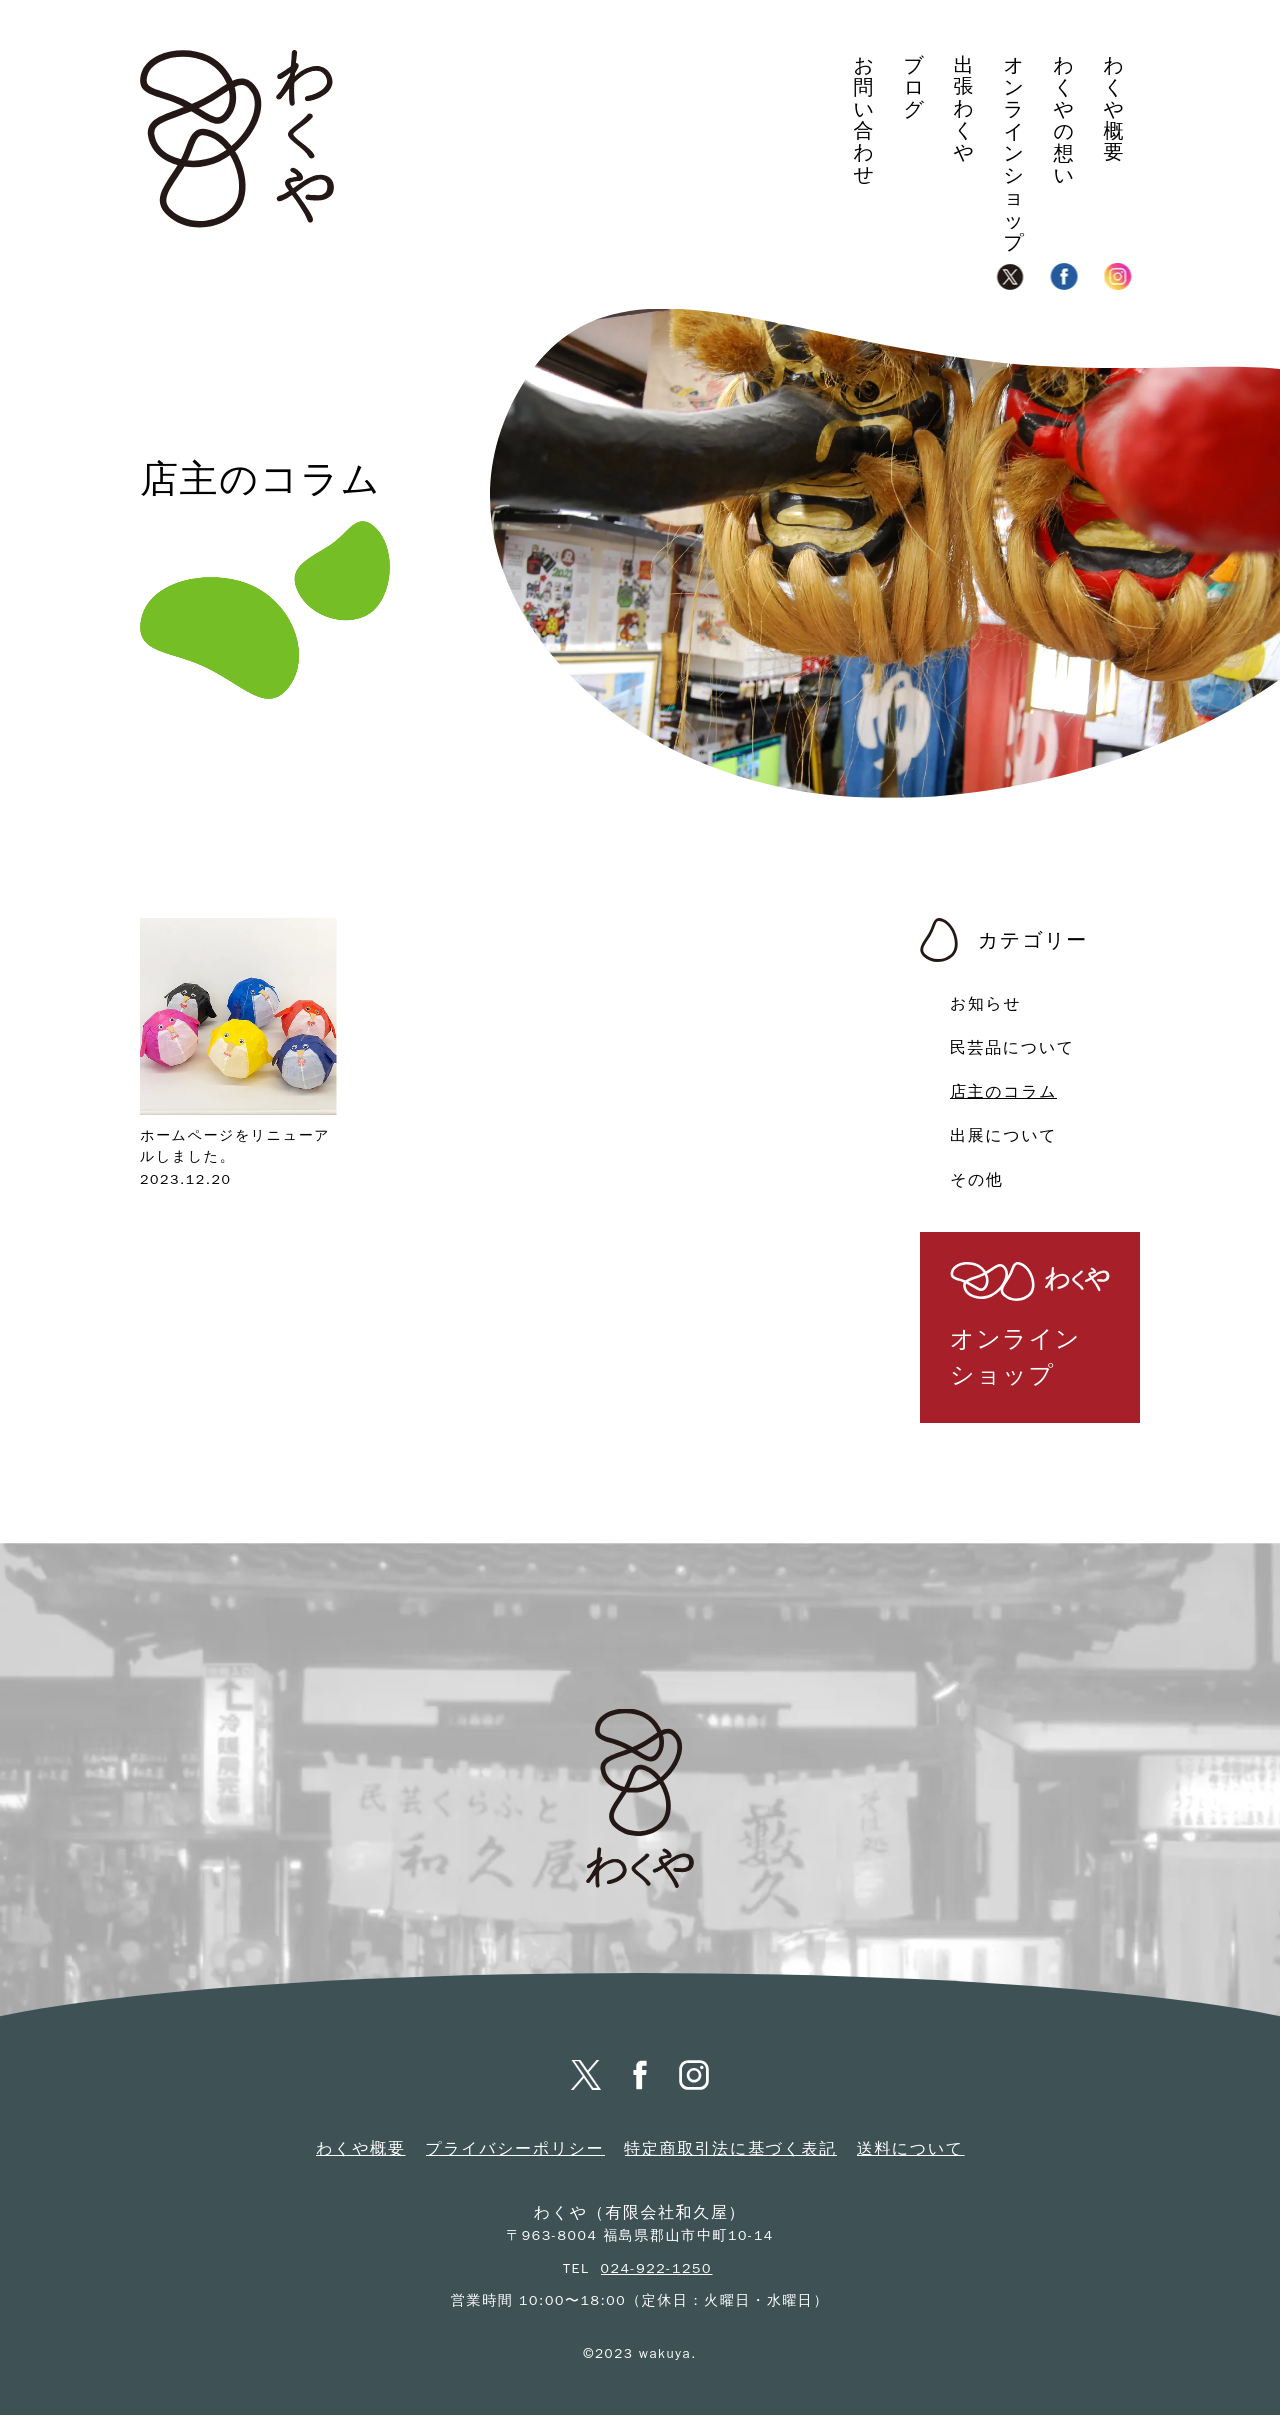 わくや
わくや概要
わくやの想い
オンラインショップ
出張わくや
ブログ
お問い合わせ
店主のコラム
ホームページをリニューア
ルしました。
2023.12.20
カテゴリー
お知らせ
民芸品について
店主のコラム
出展について
その他
わくや
オンライン
ショップ
民芸くらふと
和久屋
そば処
薮久
わくや
わくや概要 プライバシーポリシー 特定商取引法に基づく表記 送料について
わくや（有限会社和久屋）
〒963-8004 福島県郡山市中町10-14
TEL 024-922-1250
営業時間 10:00〜18:00（定休日：火曜日・水曜日）
©2023 wakuya.